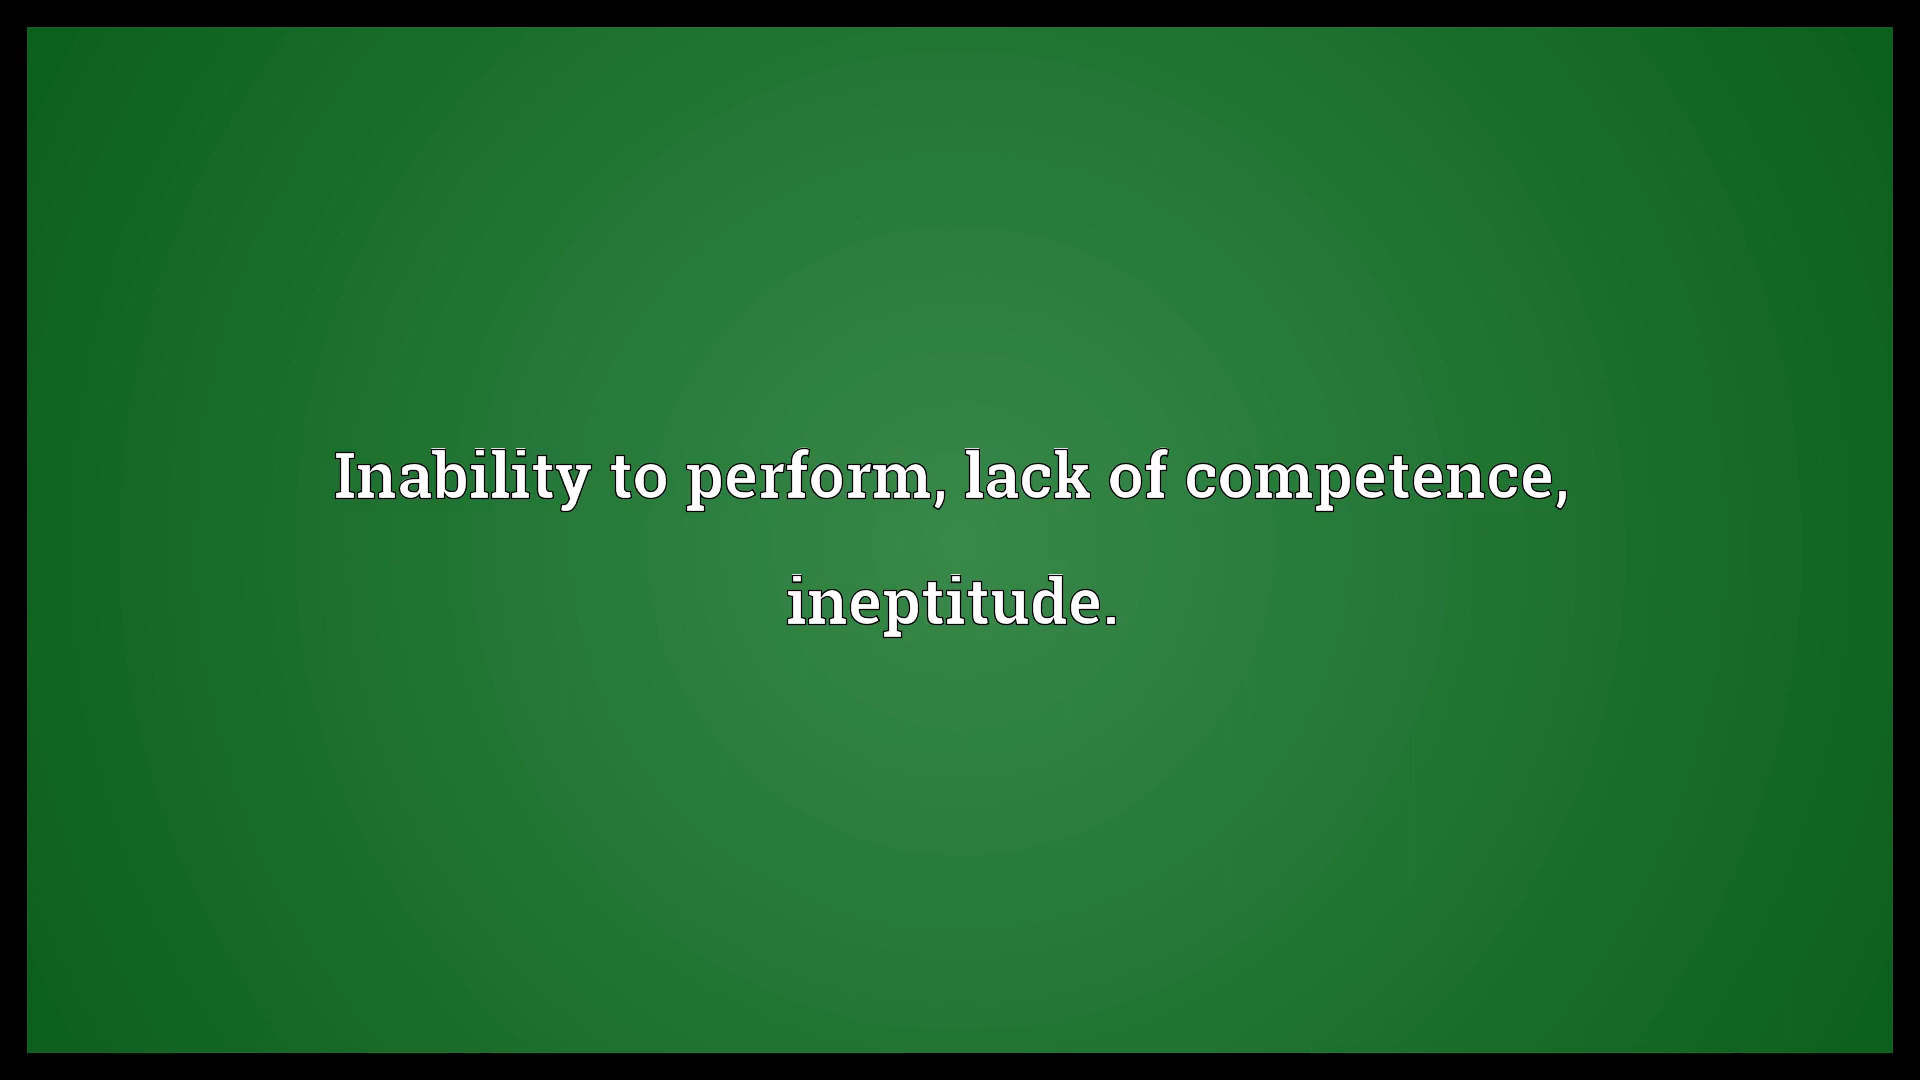 Inability to perform, lack of competence,
ineptitude.